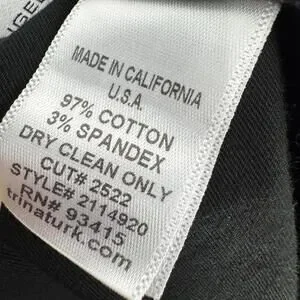 MADE IN CALIFORNIA
U.S.A.
97% COTTON
3% SPANDEX
DRY CLEAN ONLY
CUT# 2522
STYLE# 2114920
RN# 93415
trinaturk.com